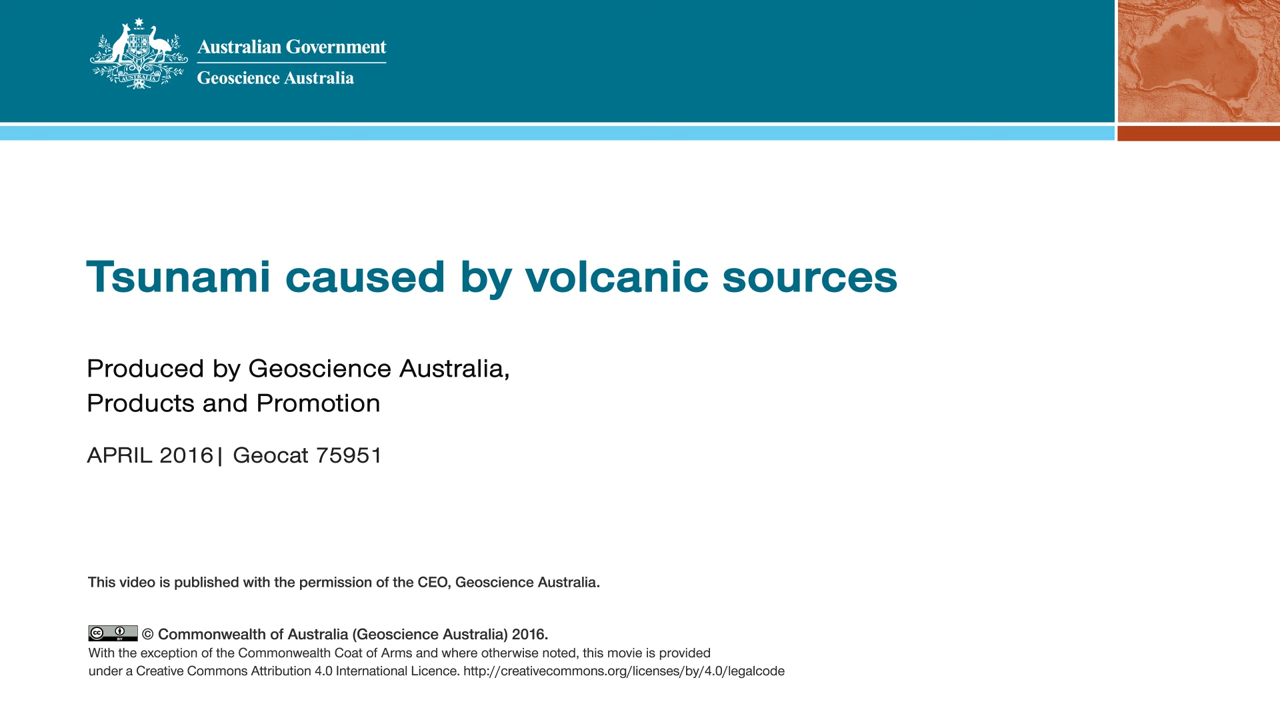 Australian Government
Geoscience Australia
Tsunami caused by volcanic sources
Produced by Geoscience Australia,
Products and Promotion
APRIL 2016| Geocat 75951
This video is published with the permission of the CEO, Geoscience Australia.
© Commonwealth of Australia (Geoscience Australia) 2016.
With the exception of the Commonwealth Coat of Arms and where otherwise noted, this movie is provided
under a Creative Commons Attribution 4.0 International Licence. http://creativecommons.org/licenses/by/4.0/legalcode